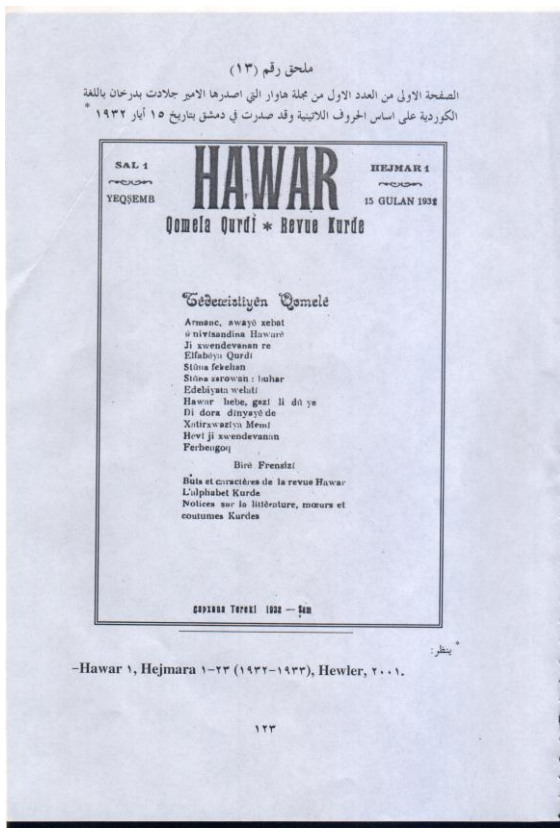 ملحق رقم (١٣)
الصفحة الاولى من العدد الاول من مجلة هاوار التي اصدرها الامير جلادت بدرخان باللغة
الكوردية على اساس الحروف اللاتينية وقد صدرت في دمشق بتاريخ ١٥ أيار ١٩٣٢ *
SAL 1
HAWAR
HEJMAR 1
YEQŞEMB
15 GULAN 1932
Qomela Qurdî * Revue Kurde
Qomelê
Armanc, awayê xebat
û nivîsandina Hawarê
Ji xwendevanan re
Elfabêya Qurdî
Stûna fekehan
Stûna zarowan : buhar
Edebiyata welatî
Hawar hebe, gazî li dû ye
Di dora dinyayê de
Xatirxwaziya Memî
Hevî ji xwendevanan
Ferhengoq
Birê Frensizî
Buts et caractères de la revue Hawar
L'alphabet Kurde
Notices sur la littérature, mœurs et
coutumes Kurdes
Çapxana Tereki 1932 — Şam
* ينظر:
-Hawar ١, Hejmara ١-٢٣ (١٩٣٢-١٩٣٣), Hewler, ٢٠٠١.
١٢٣